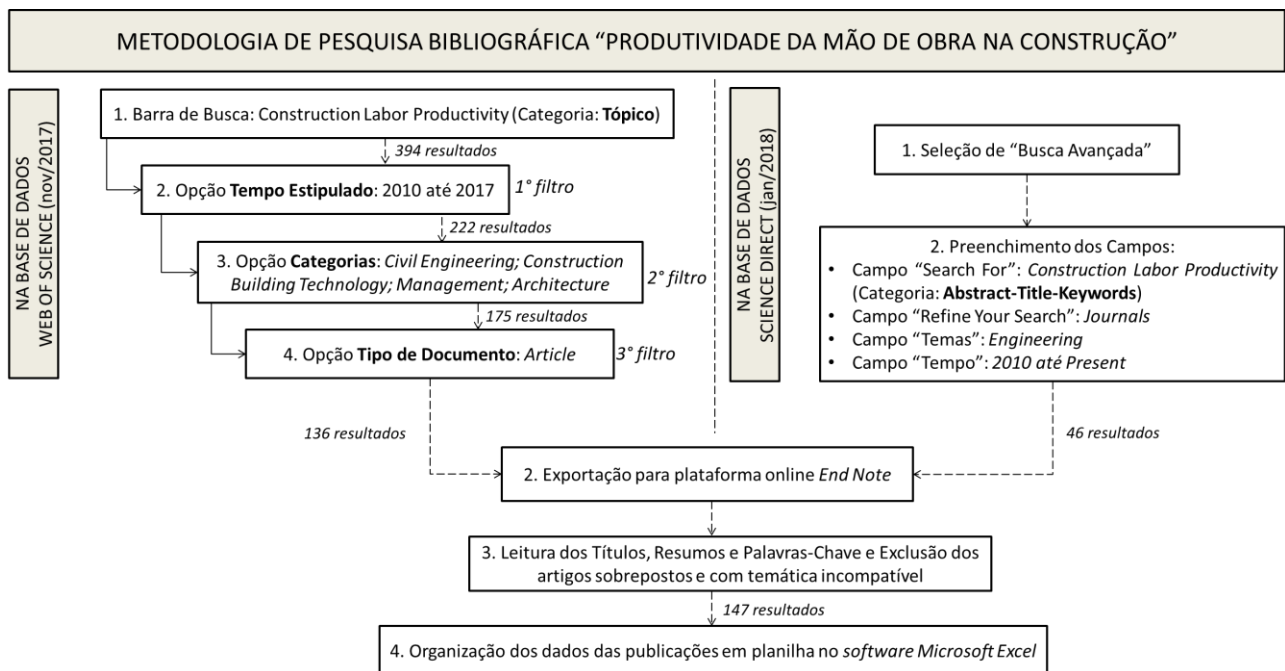 METODOLOGIA DE PESQUISA BIBLIOGRÁFICA “PRODUTIVIDADE DA MÃO DE OBRA NA CONSTRUÇÃO”
NA BASE DE DADOS
WEB OF SCIENCE (nov/2017)
1. Barra de Busca: Construction Labor Productivity (Categoria: Tópico)
394 resultados
2. Opção Tempo Estipulado: 2010 até 2017
1° filtro
222 resultados
3. Opção Categorias: Civil Engineering; Construction
Building Technology; Management; Architecture
2° filtro
175 resultados
4. Opção Tipo de Documento: Article
3° filtro
136 resultados
NA BASE DE DADOS
SCIENCE DIRECT (jan/2018)
1. Seleção de “Busca Avançada”
2. Preenchimento dos Campos:
• Campo “Search For”: Construction Labor Productivity
(Categoria: Abstract-Title-Keywords)
• Campo “Refine Your Search”: Journals
• Campo “Temas”: Engineering
• Campo “Tempo”: 2010 até Present
46 resultados
2. Exportação para plataforma online End Note
3. Leitura dos Títulos, Resumos e Palavras-Chave e Exclusão dos
artigos sobrepostos e com temática incompatível
147 resultados
4. Organização dos dados das publicações em planilha no software Microsoft Excel